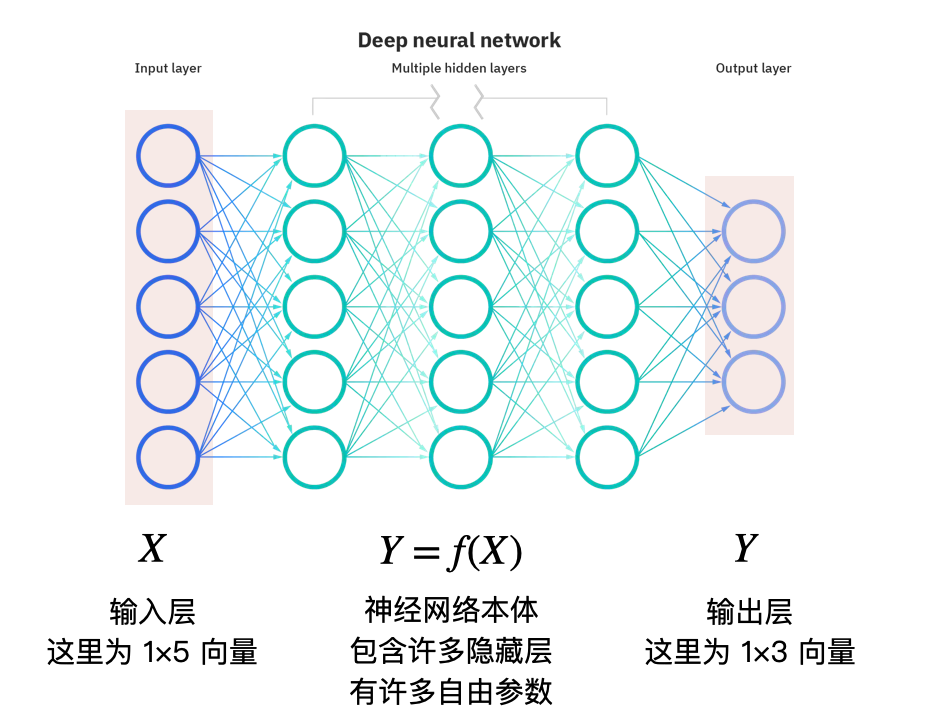 Deep neural network
Input layer
Multiple hidden layers
Output layer
X
Y = f(X)
Y
输入层
这里为 1×5 向量
神经网络本体
包含许多隐藏层
有许多自由参数
输出层
这里为 1×3 向量